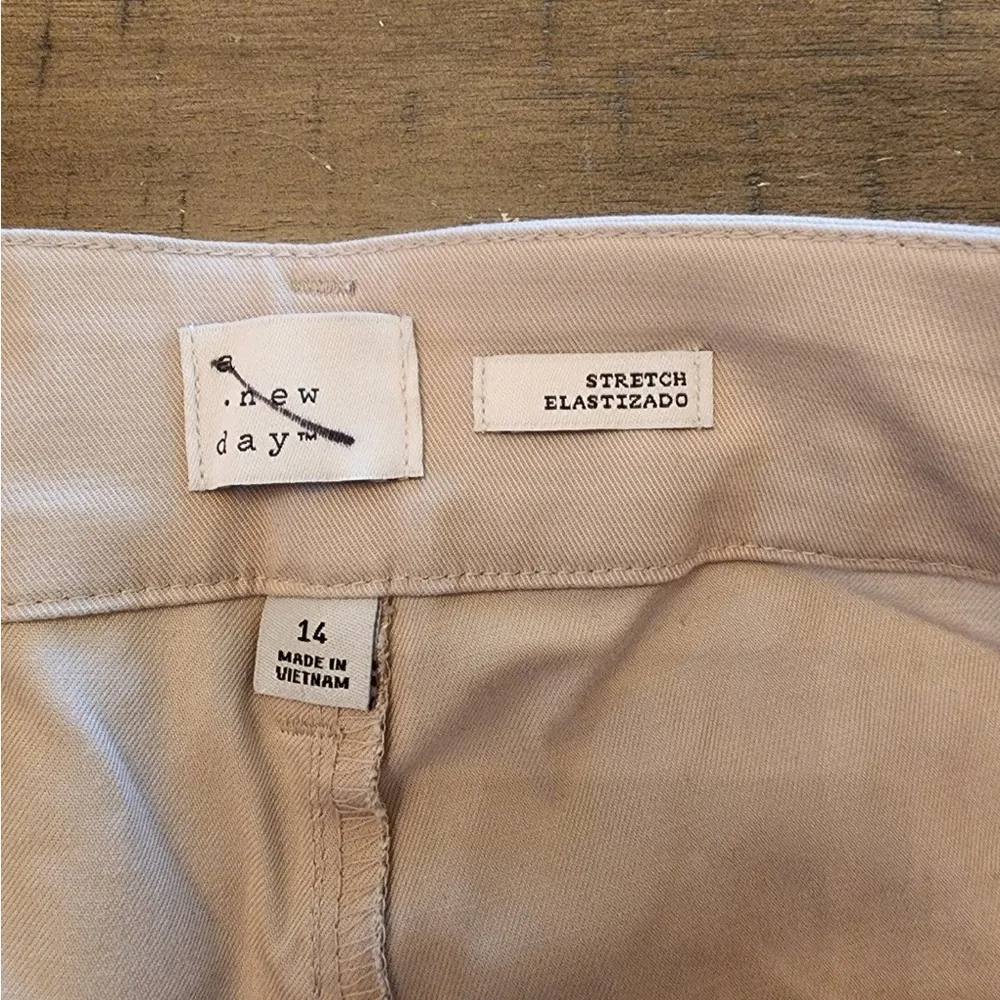 a
.new
day™
STRETCH
ELASTIZADO
14
MADE IN
VIETNAM